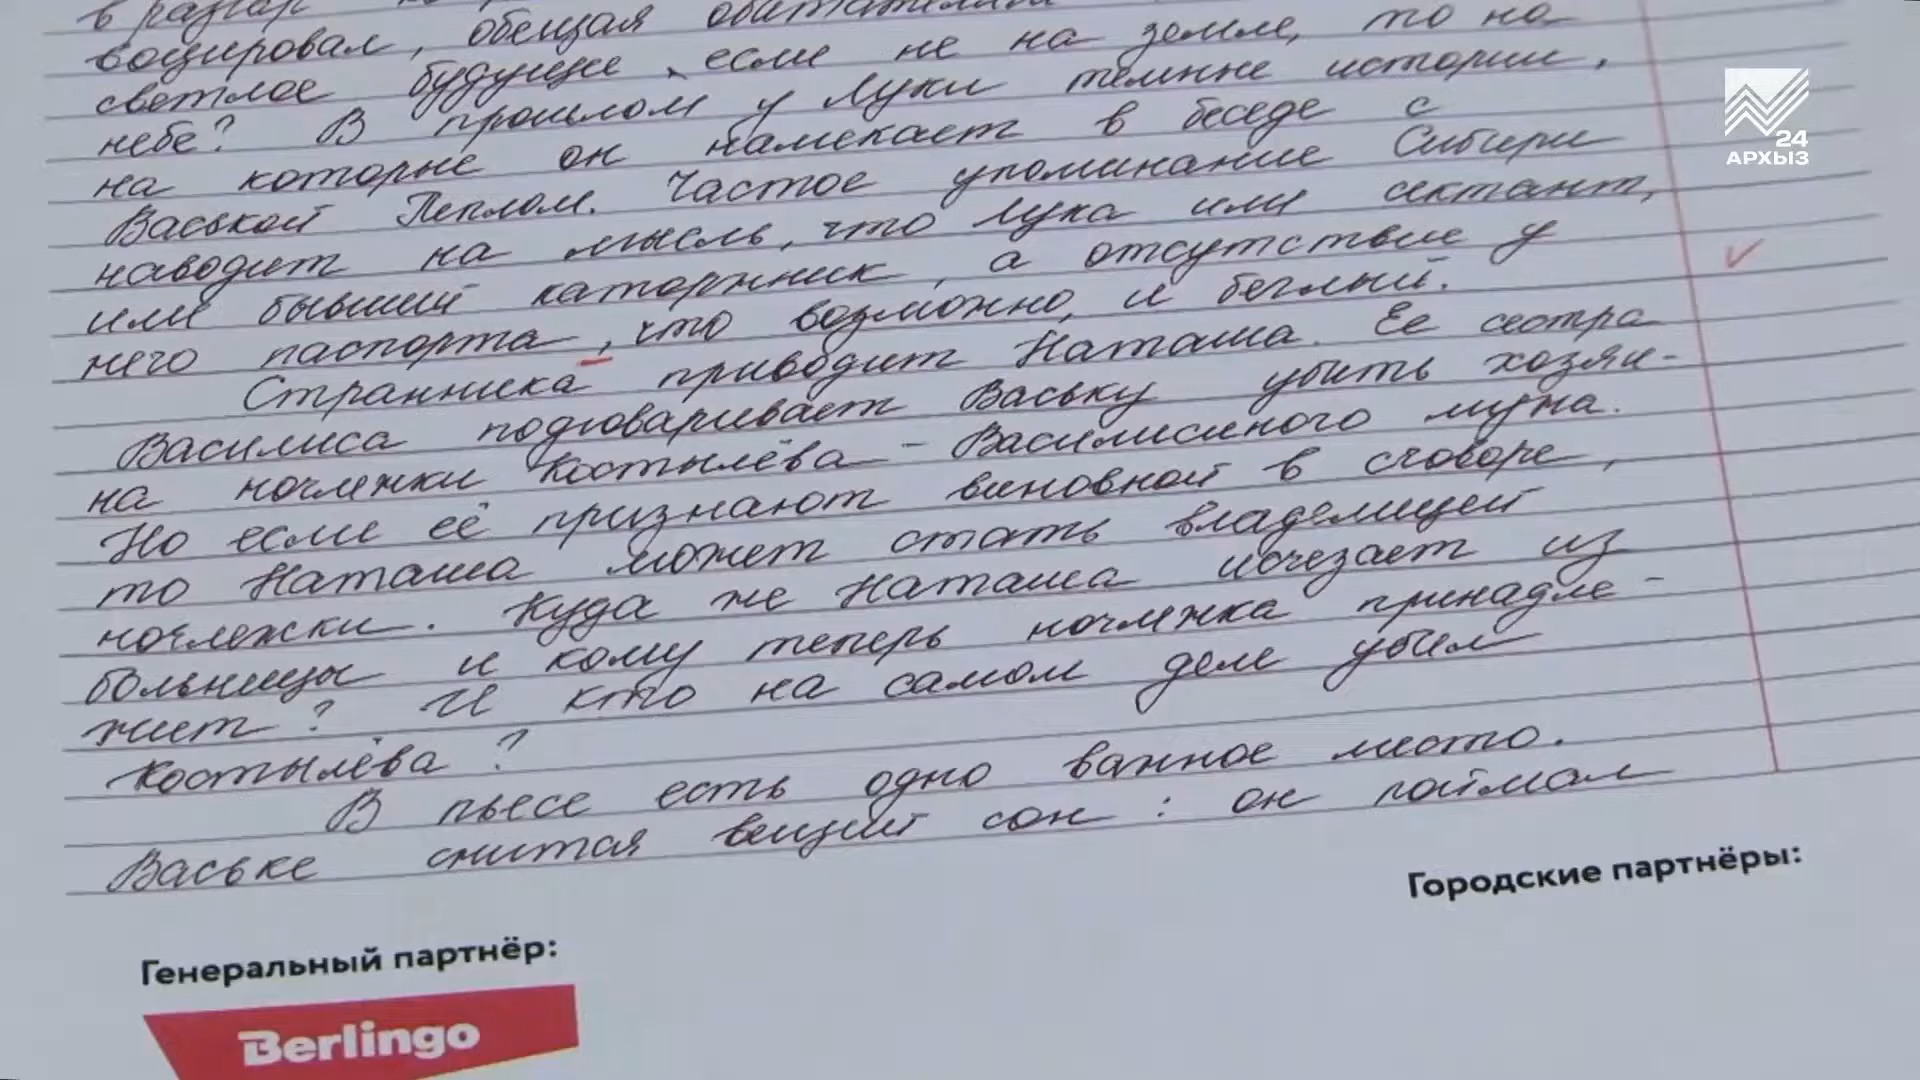 в разгар
воцировал, обещая обитателям
светлое будущее, если не на земле, то на
небе? В прошлом у Луки тёмные истории,
на которые он намекает в беседе с
Васькой Пеплом. Частое упоминание Сибири
наводит на мысль, что Лука или сектант,
или бывший каторжник, а отсутствие у
него паспорта, что возможно, и беглый.
Странника приводит Наташа. Её сестра
Василиса подговаривает Ваську убить хозяи-
на ночлежки Костылёва – Василисиного мужа.
Но если её признают виновной в сговоре,
то Наташа может стать владелицей
ночлежки. Куда же Наташа исчезает из
больницы и кому теперь ночлежка принадле-
жит? И кто на самом деле убил
Костылёва?
В пьесе есть одно важное место.
Ваське снится вещий сон: он поймал
Городские партнёры:
Генеральный партнёр:
Berlingo
24
АРХЫЗ